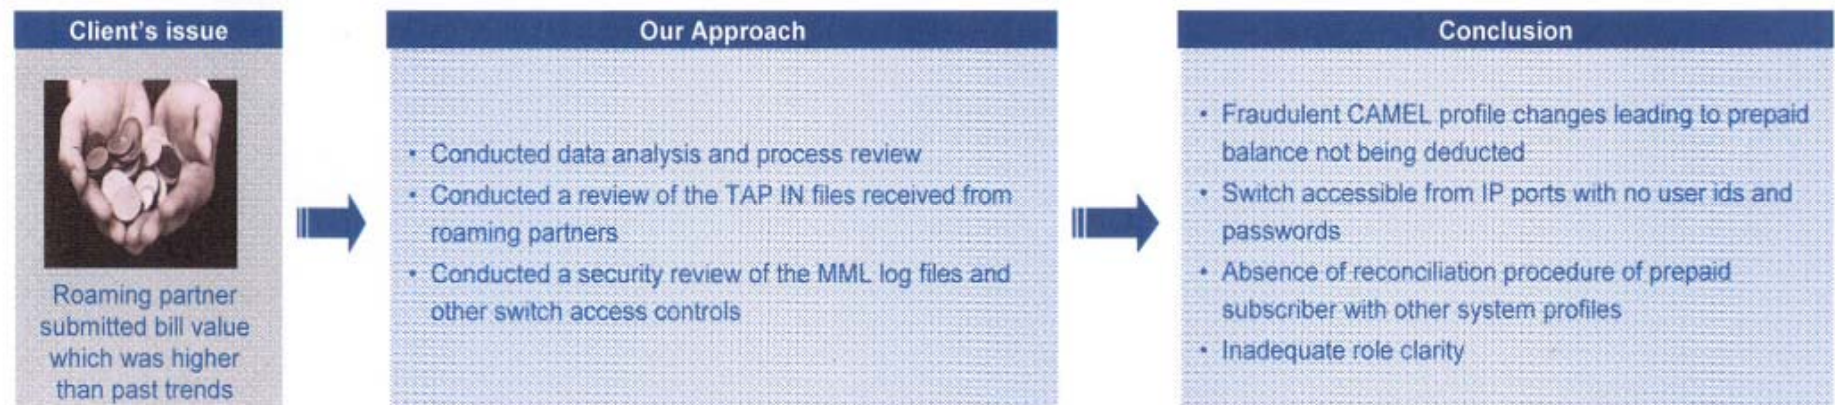 Client's issue
Roaming partner
submitted bill value
which was higher
than past trends
Our Approach
• Conducted data analysis and process review
• Conducted a review of the TAP IN files received from
roaming partners
• Conducted a security review of the MML log files and
other switch access controls
Conclusion
• Fraudulent CAMEL profile changes leading to prepaid
balance not being deducted
• Switch accessible from IP ports with no user ids and
passwords
• Absence of reconciliation procedure of prepaid
subscriber with other system profiles
• Inadequate role clarity